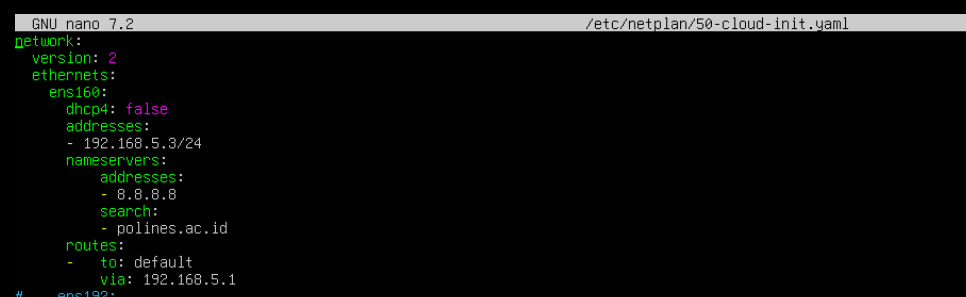 GNU nano 7.2 /etc/netplan/50-cloud-init.yaml
network:
  version: 2
  ethernets:
    ens160:
      dhcp4: false
      addresses:
      - 192.168.5.3/24
      nameservers:
          addresses:
          - 8.8.8.8
          search:
          - polines.ac.id
      routes:
      -   to: default
          via: 192.168.5.1
#    ens192: